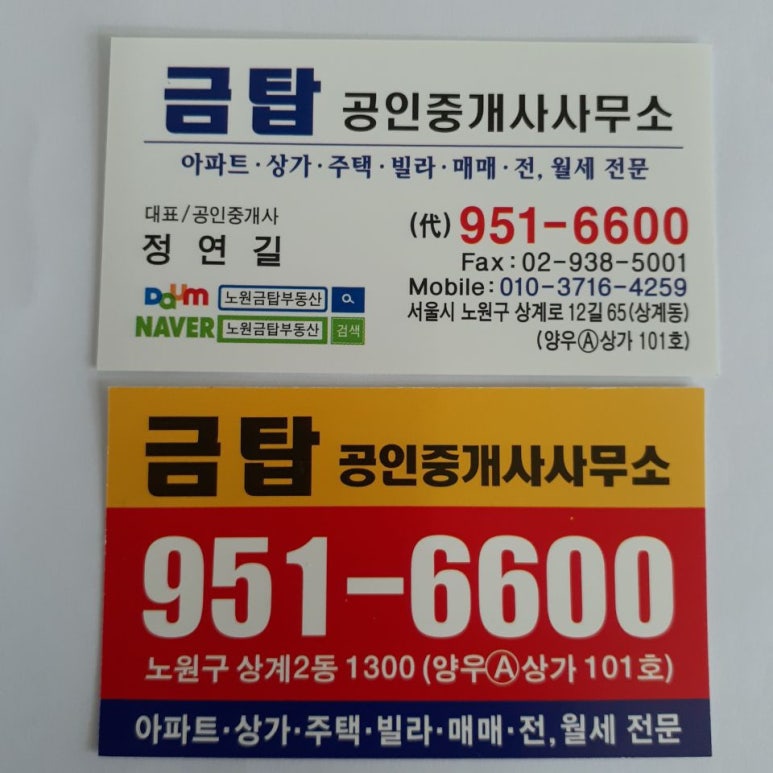 금탑 공인중개사사무소
아파트·상가·주택·빌라·매매·전, 월세 전문
대표/공인중개사
정 연 길
Daum 노원금탑부동산
NAVER 노원금탑부동산 검색
(代) 951-6600
Fax : 02-938-5001
Mobile : 010-3716-4259
서울시 노원구 상계로 12길 65 (상계동)
(양우Ⓐ상가 101호)
금탑 공인중개사사무소
951-6600
노원구 상계2동 1300 (양우Ⓐ상가 101호)
아파트·상가·주택·빌라·매매·전, 월세 전문